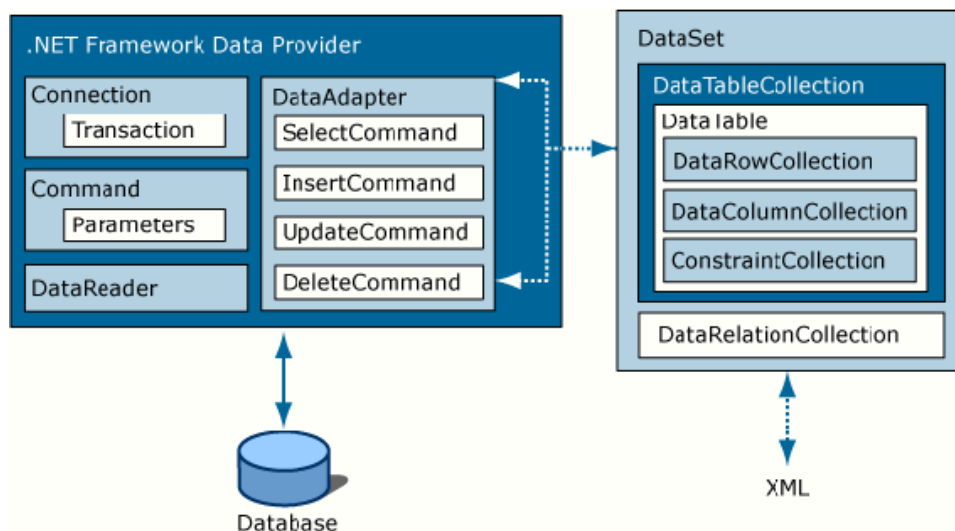 .NET Framework Data Provider
Connection
Transaction
Command
Parameters
DataReader
DataAdapter
SelectCommand
InsertCommand
UpdateCommand
DeleteCommand
DataSet
DataTableCollection
DataTable
DataRowCollection
DataColumnCollection
ConstraintCollection
DataRelationCollection
Database
XML